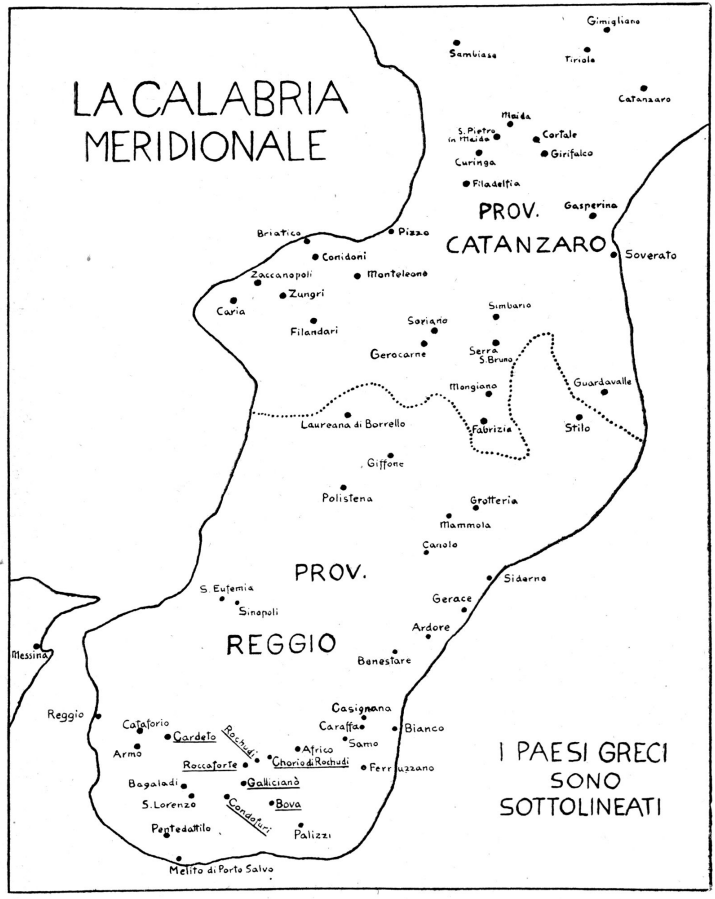 Gimigliano
Sambiase
Tiriolo
LA CALABRIA
MERIDIONALE
Catanzaro
Maida
S. Pietro
in Maida
Cortale
Curinga
Girifalco
Filadelfia
PROV.
CATANZARO
Gasperina
Briatico
Pizzo
Conidoni
Soverato
Zaccanopoli
Monteleone
Zungri
Caria
Filandari
Simbario
Soriano
Gerocarne
Serra
S. Bruno
Mongiana
Guardavalle
Laureana di Borrello
Fabrizia
Stilo
Giffone
Polistena
Grotteria
Mammola
Canolo
PROV.
REGGIO
Siderno
S. Eufemia
Sinopoli
Gerace
Ardore
Messina
Benestare
Casignana
Reggio
Cataforio
Cardeto
Caraffa
Bianco
Armo
Rochudi
Samo
Africo
Roccaforte
Chorio di Rochudi
Ferruzzano
Bagaladi
Gallicianò
S. Lorenzo
Condofuri
Bova
Pentedattilo
Palizzi
Melito di Porto Salvo
I PAESI GRECI
SONO
SOTTOLINEATI